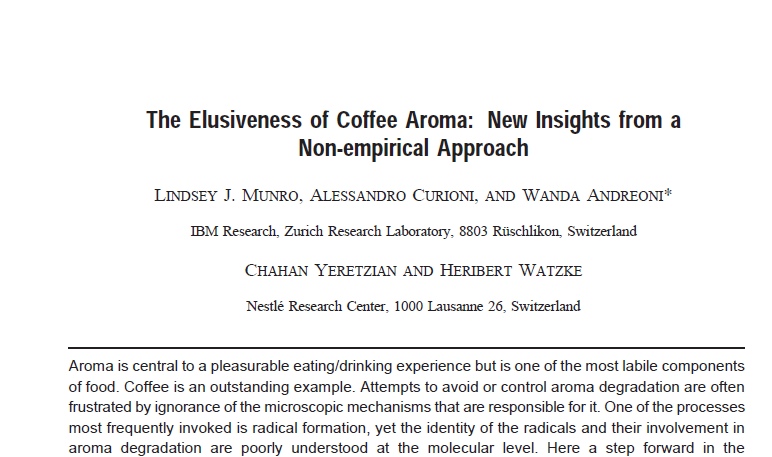 The Elusiveness of Coffee Aroma: New Insights from a
Non-empirical Approach
LINDSEY J. MUNRO, ALESSANDRO CURIONI, AND WANDA ANDREONI*
IBM Research, Zurich Research Laboratory, 8803 Rüschlikon, Switzerland
CHAHAN YERETZIAN AND HERIBERT WATZKE
Nestlé Research Center, 1000 Lausanne 26, Switzerland
Aroma is central to a pleasurable eating/drinking experience but is one of the most labile components
of food. Coffee is an outstanding example. Attempts to avoid or control aroma degradation are often
frustrated by ignorance of the microscopic mechanisms that are responsible for it. One of the processes
most frequently invoked is radical formation, yet the identity of the radicals and their involvement in
aroma degradation are poorly understood at the molecular level. Here a step forward in the